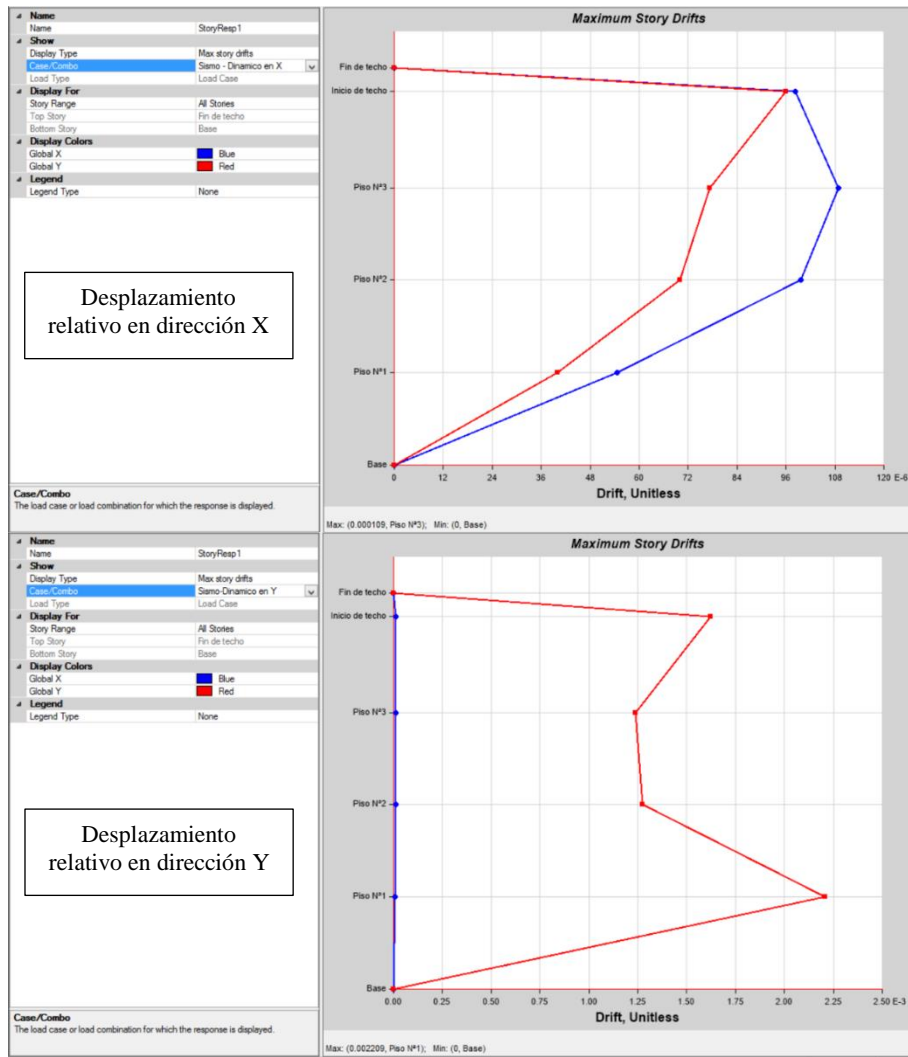 Name
Name StoryResp1
Show
Display Type Max story drifts
Case/Combo Sismo - Dinamico en X
Load Type Load Case
Display For
Story Range All Stories
Top Story Fin de techo
Bottom Story Base
Display Colors
Global X Blue
Global Y Red
Legend
Legend Type None
Desplazamiento
relativo en dirección X
Case/Combo
The load case or load combination for which the response is displayed.
Maximum Story Drifts
Fin de techo
Inicio de techo
Piso Nº3
Piso Nº2
Piso Nº1
Base
0 12 24 36 48 60 72 84 96 108 120 E-6
Drift, Unitless
Max: (0.000109, Piso Nº3); Min: (0, Base)
Name
Name StoryResp1
Show
Display Type Max story drifts
Case/Combo Sismo-Dinamico en Y
Load Type Load Case
Display For
Story Range All Stories
Top Story Fin de techo
Bottom Story Base
Display Colors
Global X Blue
Global Y Red
Legend
Legend Type None
Desplazamiento
relativo en dirección Y
Case/Combo
The load case or load combination for which the response is displayed.
Maximum Story Drifts
Fin de techo
Inicio de techo
Piso Nº3
Piso Nº2
Piso Nº1
Base
0.00 0.25 0.50 0.75 1.00 1.25 1.50 1.75 2.00 2.25 2.50 E-3
Drift, Unitless
Max: (0.002209, Piso Nº1); Min: (0, Base)